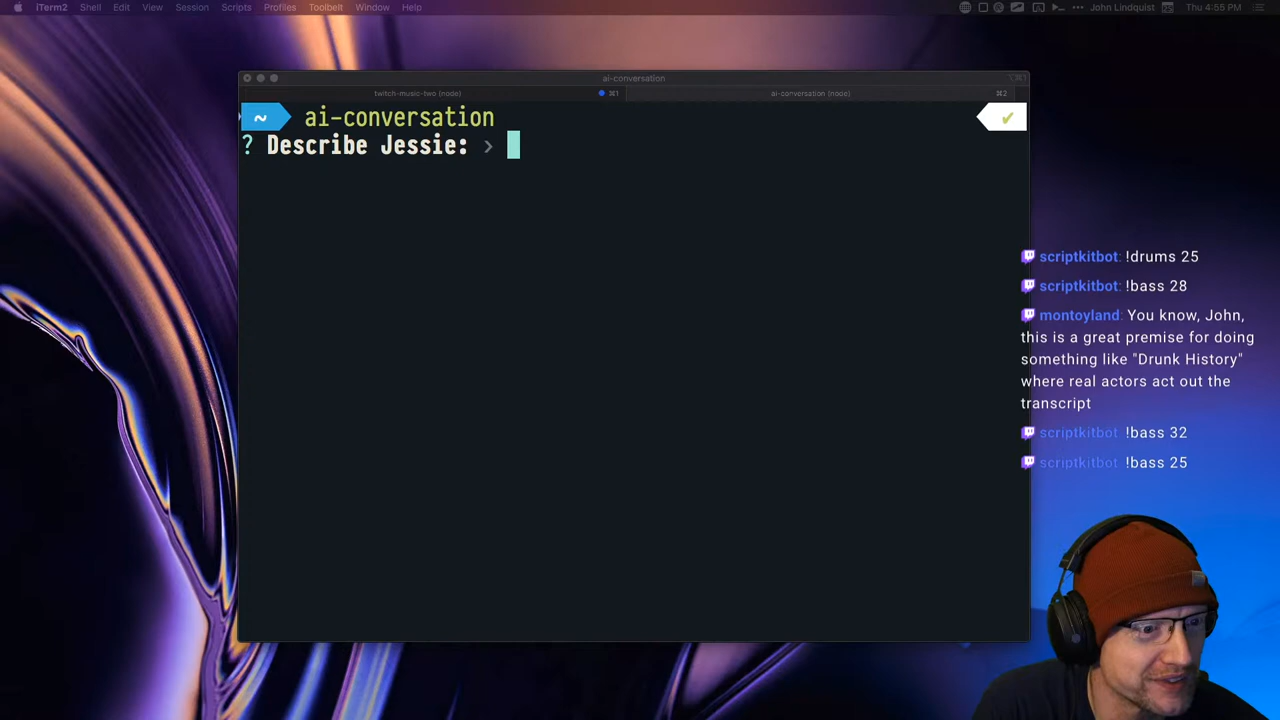 iTerm2 Shell Edit View Session Scripts Profiles Toolbelt Window Help John Lindquist Thu 4:55 PM
ai-conversation
twitch-music-two (node) ⌘1 ai-conversation (node) ⌘2
~ ai-conversation ✔
? Describe Jessie: ›
scriptkitbot: !drums 25
scriptkitbot: !bass 28
montoyland: You know, John,
this is a great premise for doing
something like "Drunk History"
where real actors act out the
transcript
scriptkitbot: !bass 32
scriptkitbot: !bass 25